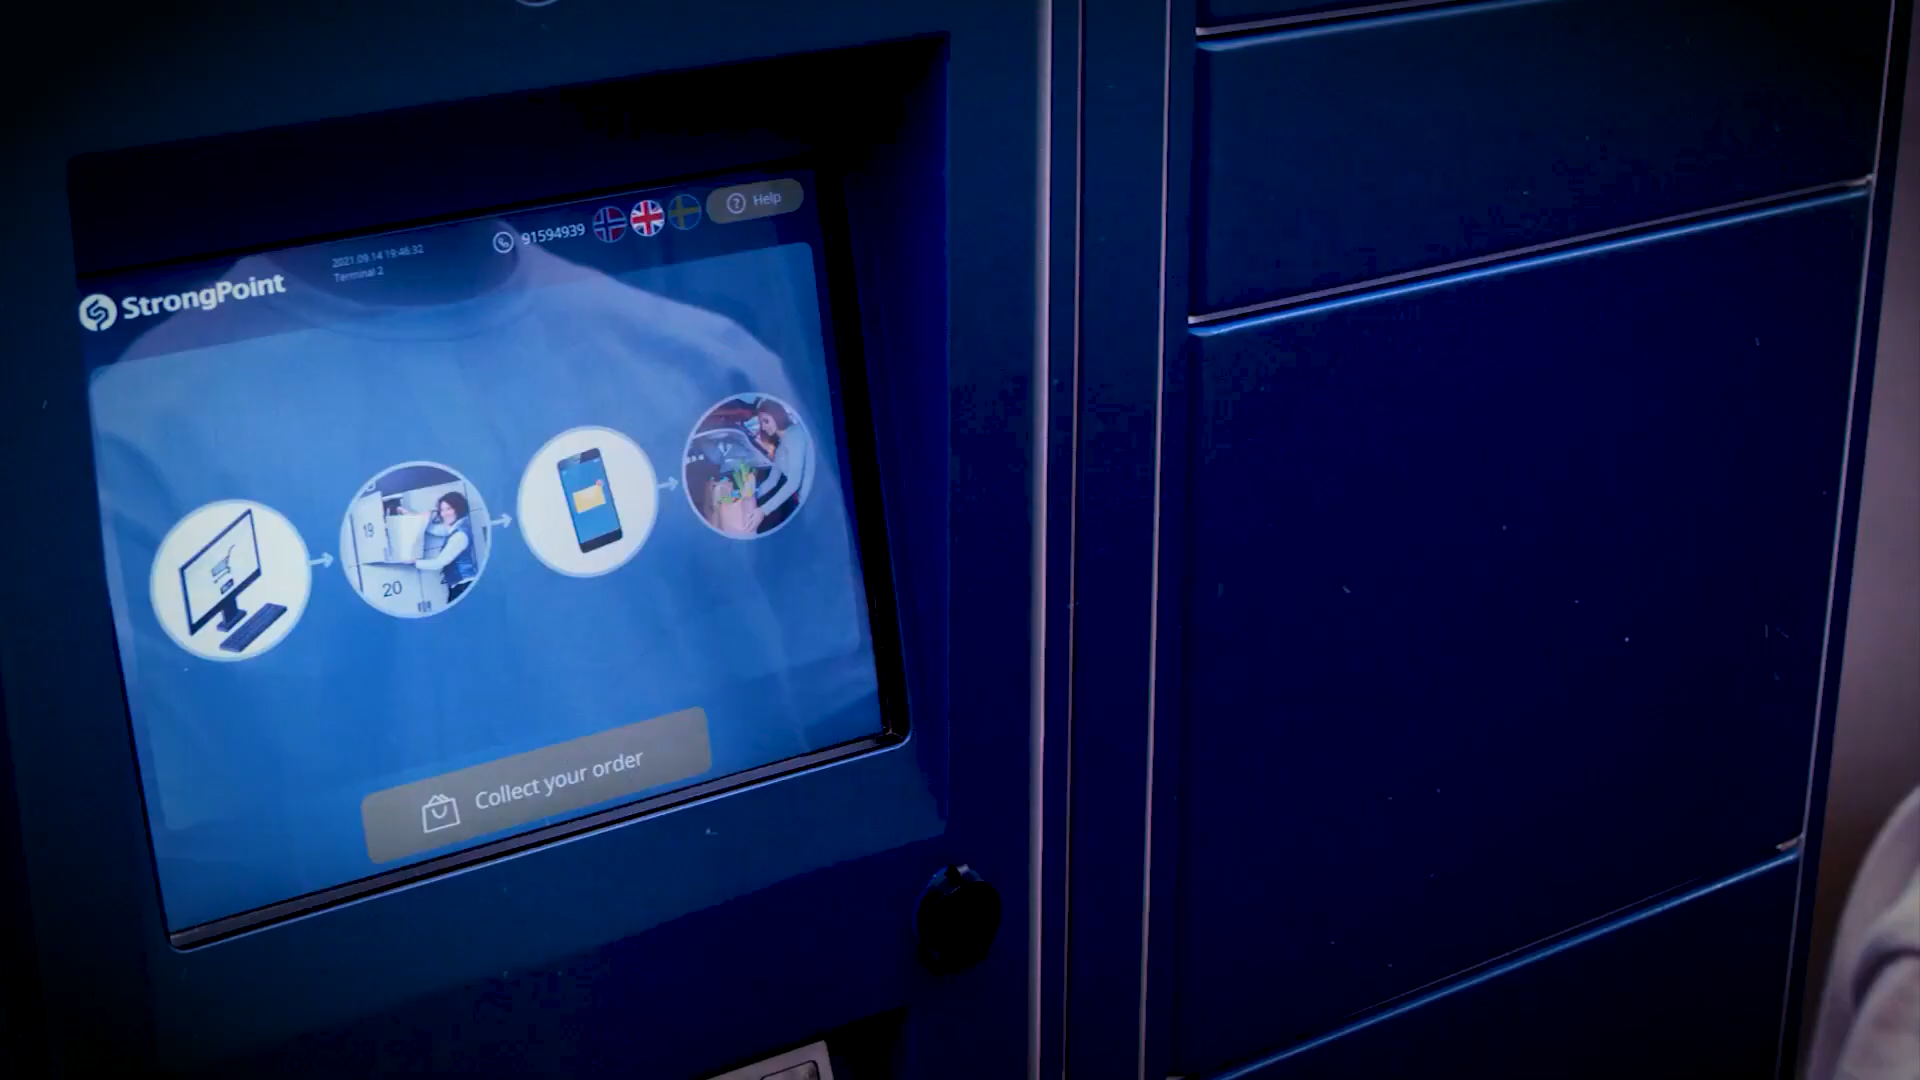 StrongPoint
2021.09.14 19:46:32
Terminal 2
91594939
? Help
19
20
Collect your order